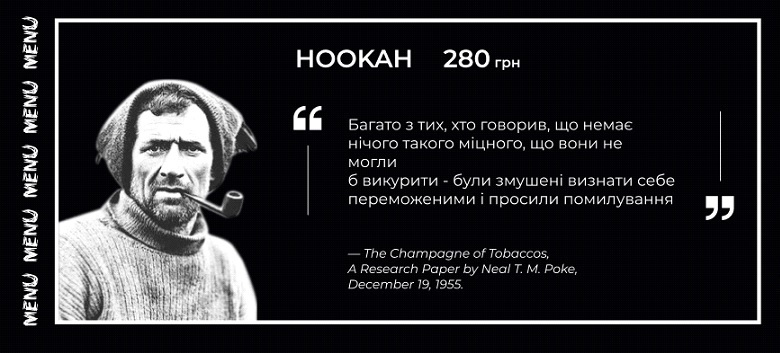 MENU MENU MENU MENU MENU
HOOKAH 280 грн
“
Багато з тих, хто говорив, що немає
нічого такого міцного, що вони не
могли
б викурити - були змушені визнати себе
переможеними і просили помилування
”
— The Champagne of Tobaccos,
A Research Paper by Neal T. M. Poke,
December 19, 1955.